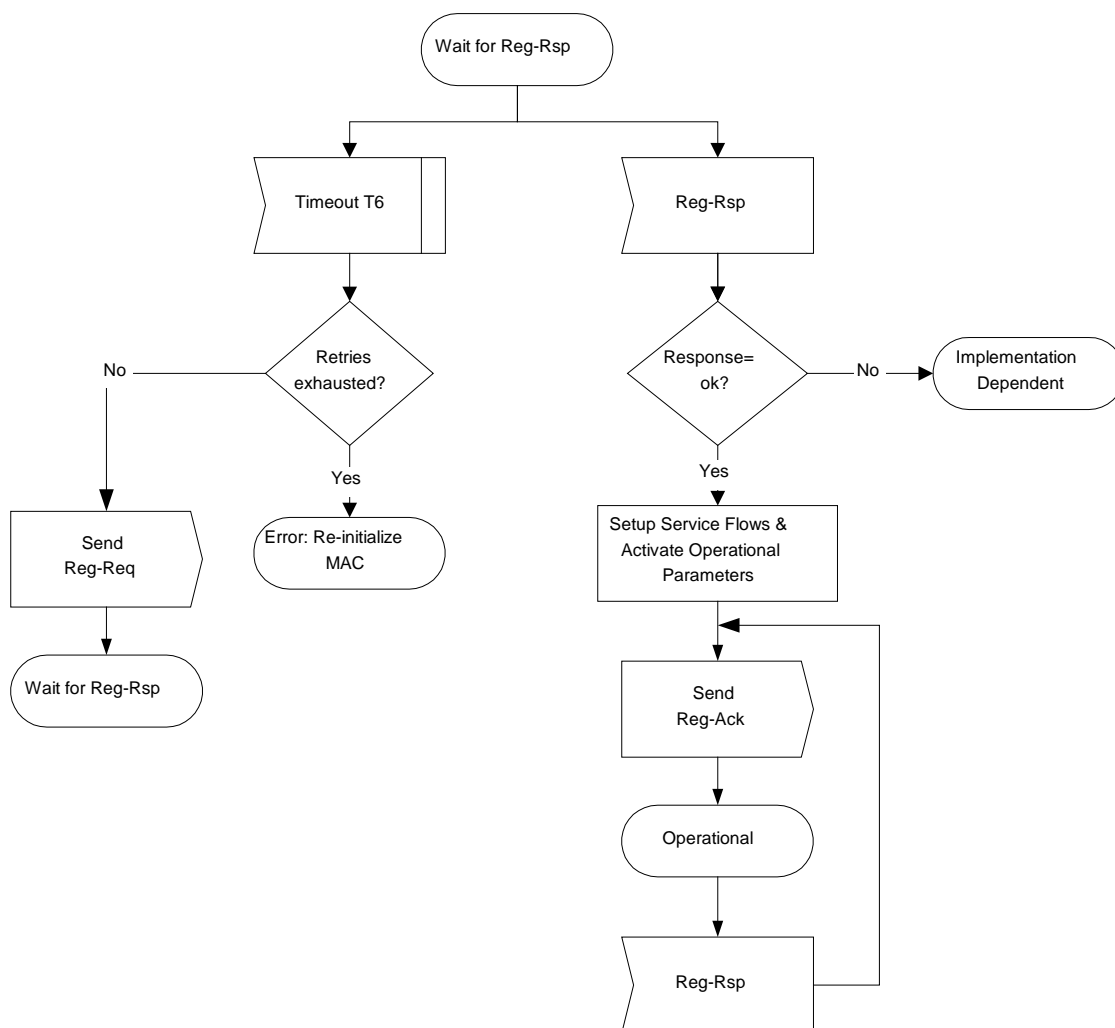 Wait for Reg-Rsp
Timeout T6
Reg-Rsp
Retries
exhausted?
Response=
ok?
No
No
Implementation
Dependent
Yes
Yes
Send
Reg-Req
Error: Re-initialize
MAC
Setup Service Flows &
Activate Operational
Parameters
Wait for Reg-Rsp
Send
Reg-Ack
Operational
Reg-Rsp